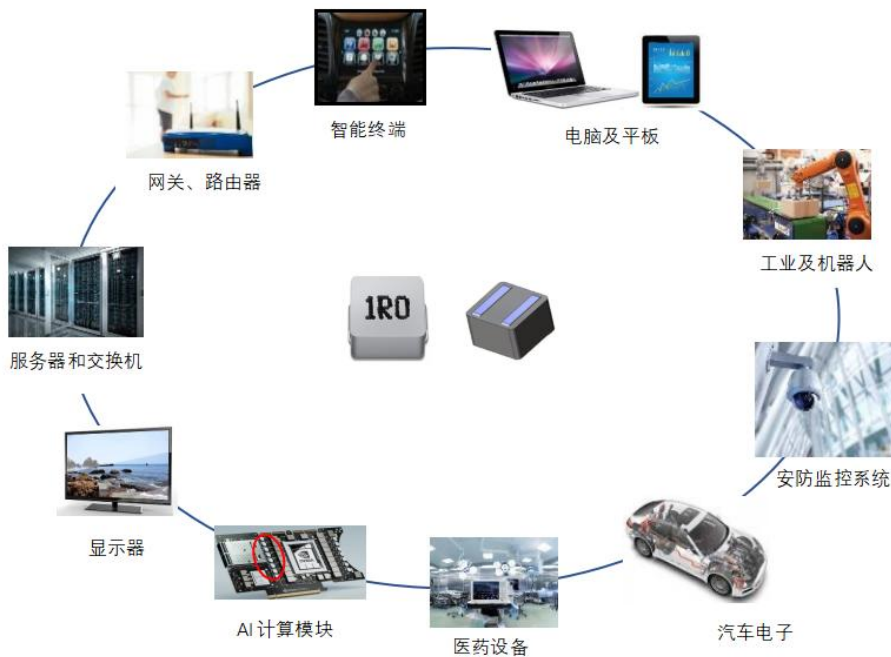 智能终端
电脑及平板
网关、路由器
工业及机器人
1R0
服务器和交换机
安防监控系统
显示器
AI 计算模块
医药设备
汽车电子